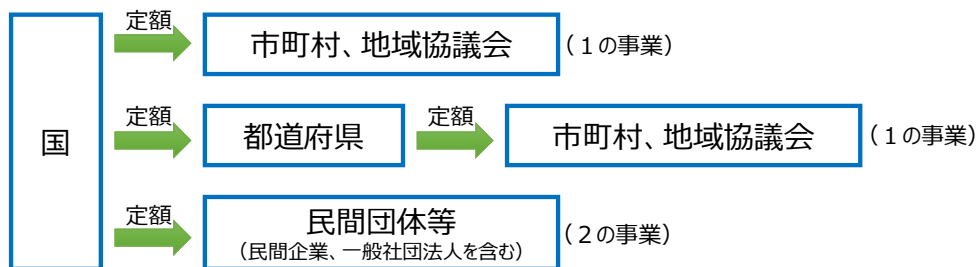 定額
市町村、地域協議会
（１の事業）
国
定額
都道府県
定額
市町村、地域協議会
（１の事業）
定額
民間団体等
（民間企業、一般社団法人を含む）
（２の事業）